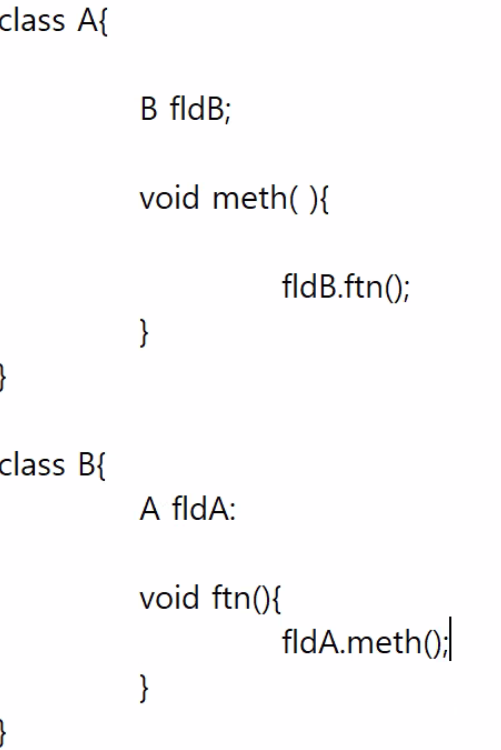 class A{
B fldB;
void meth( ){
fldB.ftn();
}
}
class B{
A fldA:
void ftn(){
fldA.meth();
}
}